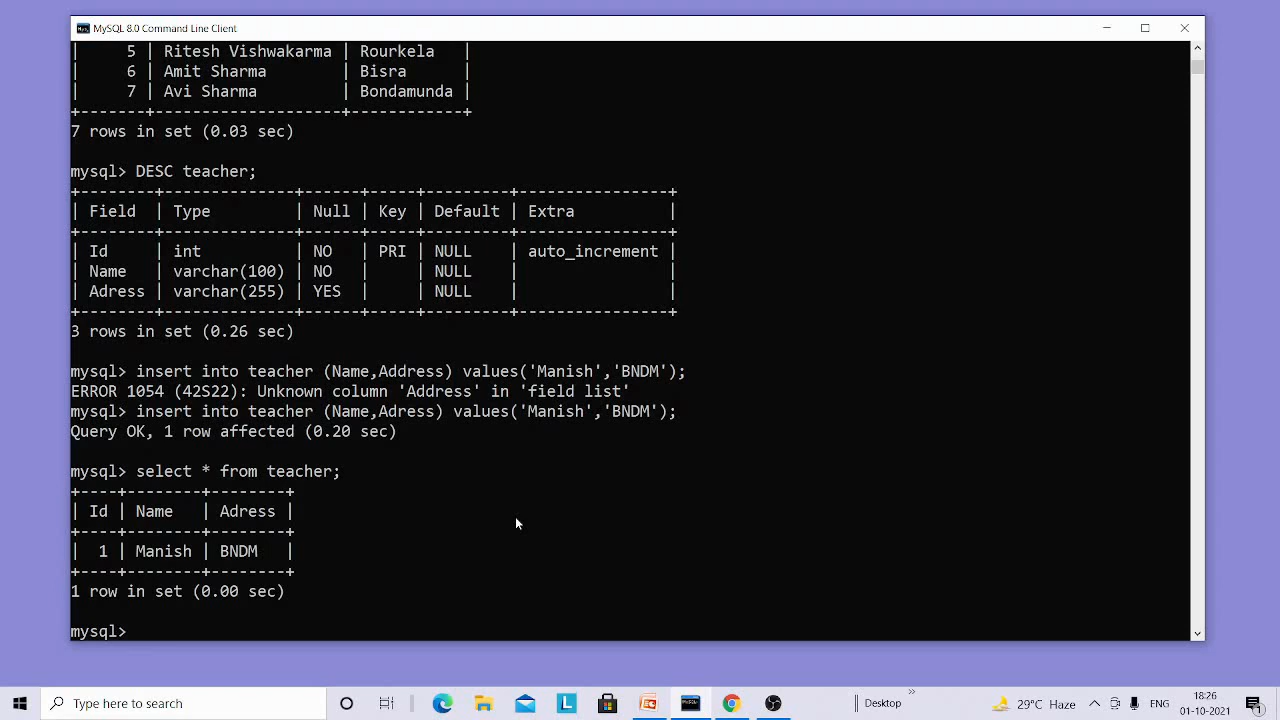 MySQL 8.0 Command Line Client
|     5 | Ritesh Vishwakarma | Rourkela   |
|     6 | Amit Sharma        | Bisra      |
|     7 | Avi Sharma         | Bondamunda |
+-------+--------------------+------------+
7 rows in set (0.03 sec)
mysql> DESC teacher;
+--------+--------------+------+-----+---------+----------------+
| Field  | Type         | Null | Key | Default | Extra          |
+--------+--------------+------+-----+---------+----------------+
| Id     | int          | NO   | PRI | NULL    | auto_increment |
| Name   | varchar(100) | NO   |     | NULL    |                |
| Adress | varchar(255) | YES  |     | NULL    |                |
+--------+--------------+------+-----+---------+----------------+
3 rows in set (0.26 sec)
mysql> insert into teacher (Name,Address) values('Manish','BNDM');
ERROR 1054 (42S22): Unknown column 'Address' in 'field list'
mysql> insert into teacher (Name,Adress) values('Manish','BNDM');
Query OK, 1 row affected (0.20 sec)
mysql> select * from teacher;
+----+--------+--------+
| Id | Name   | Adress |
+----+--------+--------+
|  1 | Manish | BNDM   |
+----+--------+--------+
1 row in set (0.00 sec)
mysql>
Type here to search
L
Desktop
29°C Haze
ENG
18:26
01-10-2021
1